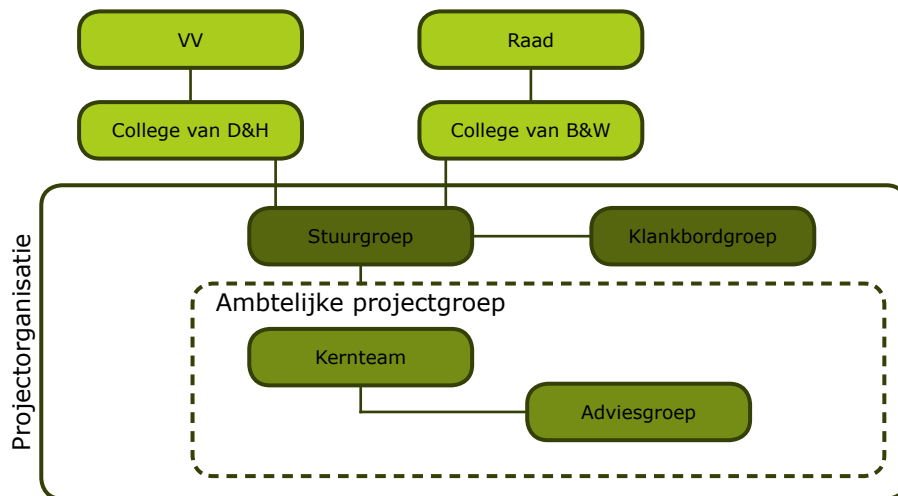 VV
Raad
College van D&H
College van B&W
Projectorganisatie
Stuurgroep
Klankbordgroep
Ambtelijke projectgroep
Kernteam
Adviesgroep